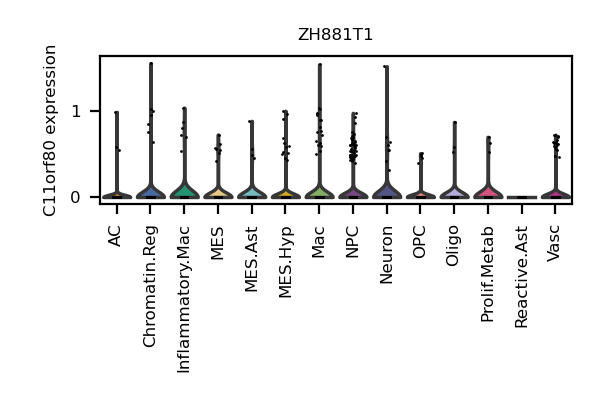 ZH881T1
C11orf80 expression
1
0
AC
Chromatin.Reg
Inflammatory.Mac
MES
MES.Ast
MES.Hyp
Mac
NPC
Neuron
OPC
Oligo
Prolif.Metab
Reactive.Ast
Vasc